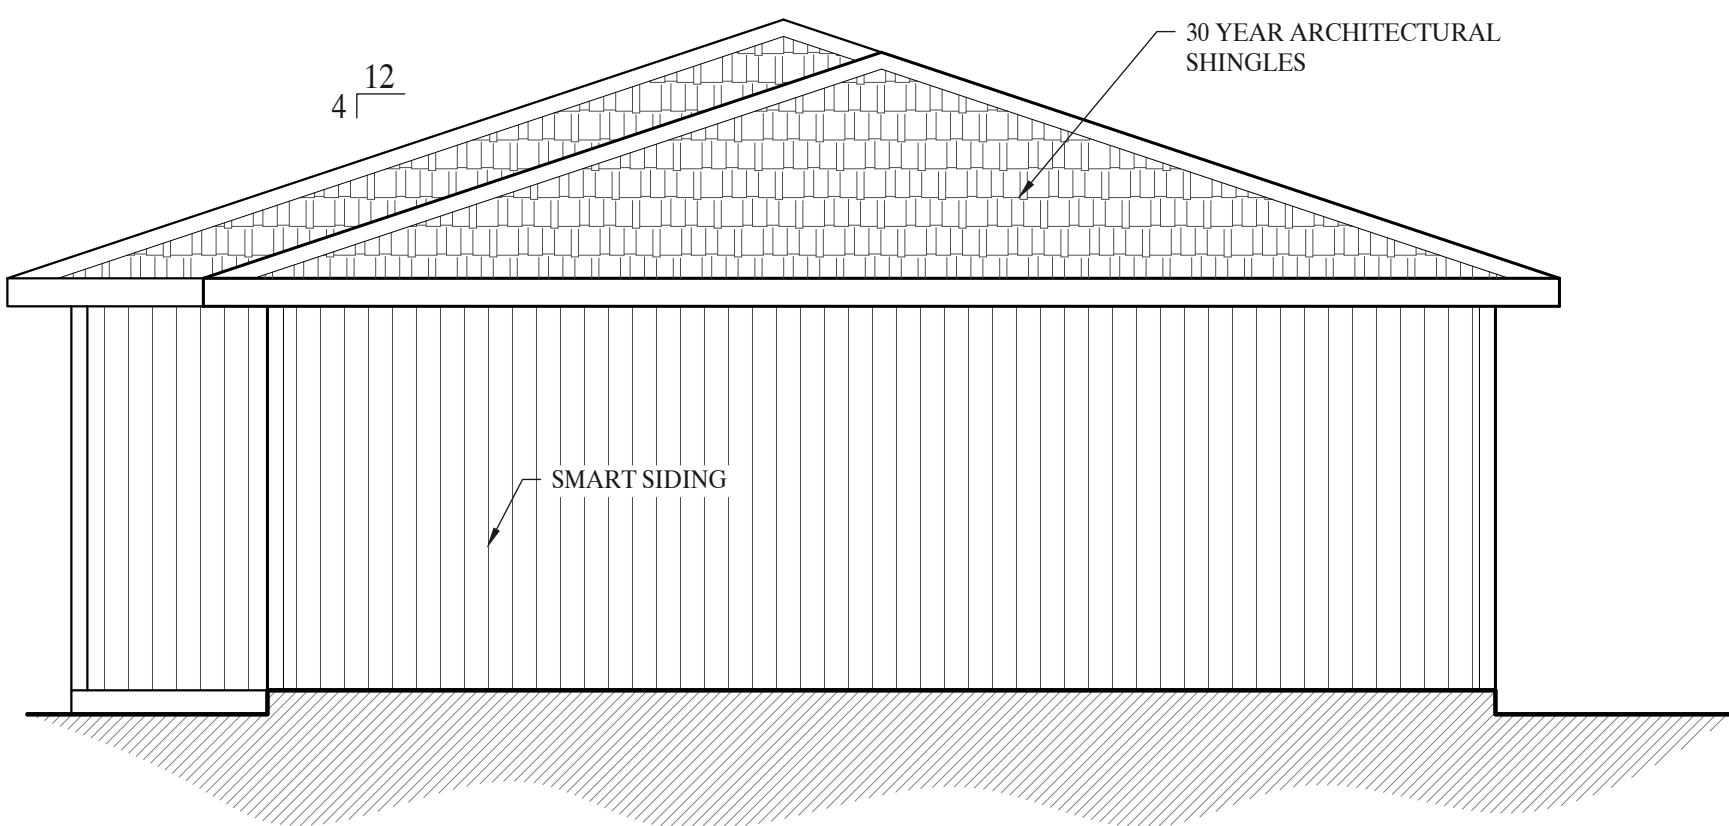 30 YEAR ARCHITECTURAL
SHINGLES
12
4
SMART SIDING